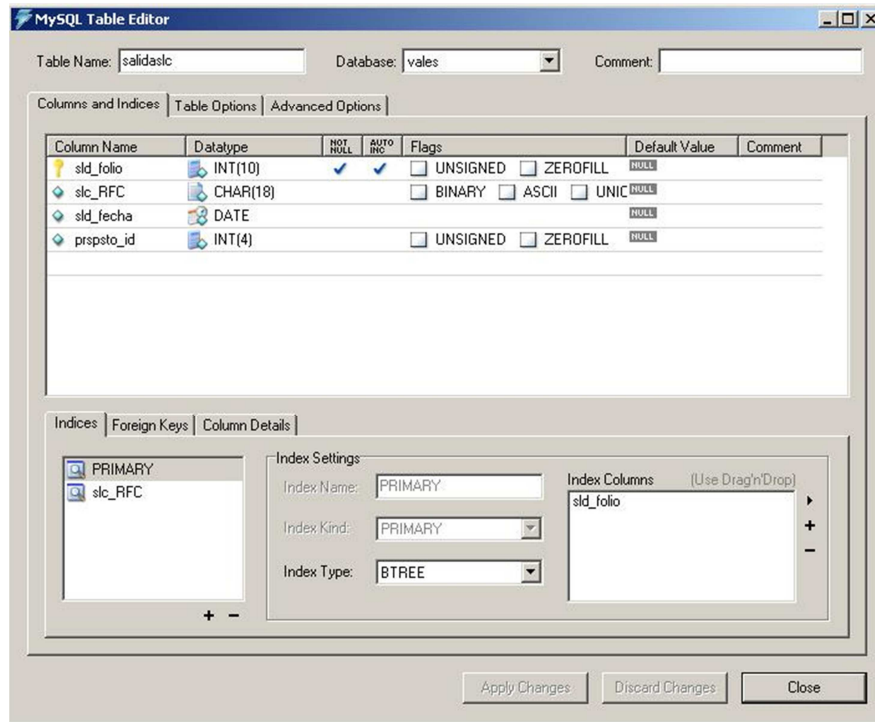 MySQL Table Editor
Table Name: salidaslc Database: vales Comment:
Columns and Indices Table Options Advanced Options
Column Name Datatype NOT NULL AUTO INC Flags Default Value Comment
sld_folio INT(10) UNSIGNED ZEROFILL NULL
slc_RFC CHAR(18) BINARY ASCII UNIC NULL
sld_fecha DATE NULL
prspsto_id INT(4) UNSIGNED ZEROFILL NULL
Indices Foreign Keys Column Details
PRIMARY
slc_RFC
Index Settings
Index Name: PRIMARY
Index Kind: PRIMARY
Index Type: BTREE
Index Columns (Use Drag'n'Drop)
sld_folio
Apply Changes Discard Changes Close